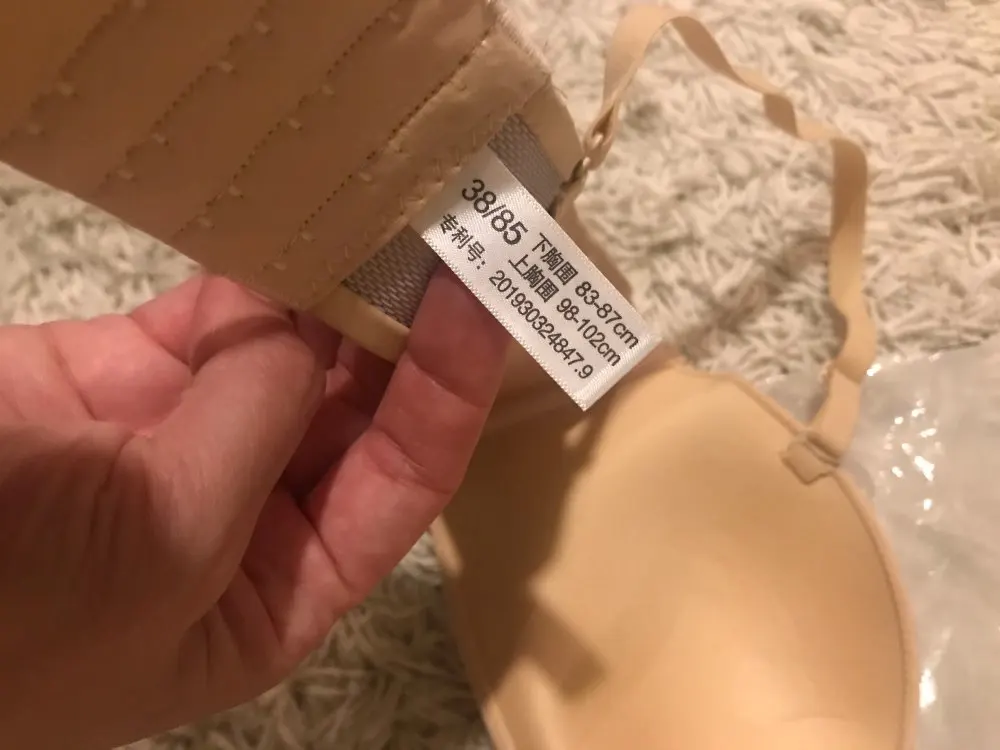 38/85
下胸围 83-87cm
上胸围 98-102cm
专利号：201930324847.9